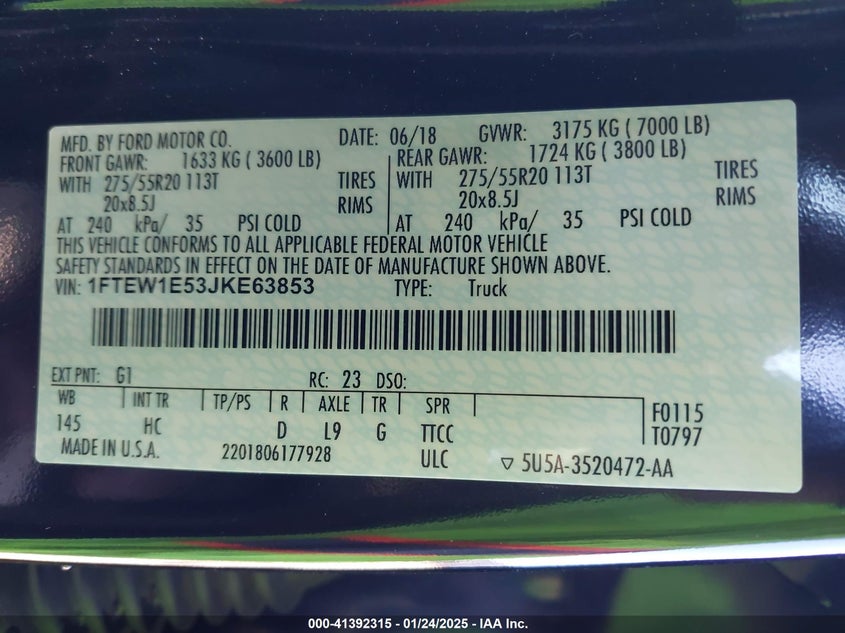 MFD. BY FORD MOTOR CO. DATE: 06/18 GVWR: 3175 KG ( 7000 LB)
FRONT GAWR: 1633 KG ( 3600 LB) REAR GAWR: 1724 KG ( 3800 LB)
WITH 275/55R20 113T TIRES WITH 275/55R20 113T TIRES
20x8.5J RIMS 20x8.5J RIMS
AT 240 kPa/ 35 PSI COLD AT 240 kPa/ 35 PSI COLD
THIS VEHICLE CONFORMS TO ALL APPLICABLE FEDERAL MOTOR VEHICLE
SAFETY STANDARDS IN EFFECT ON THE DATE OF MANUFACTURE SHOWN ABOVE.
VIN: 1FTEW1E53JKE63853 TYPE: Truck
EXT PNT: G1 RC: 23 DSO:
WB INT TR TP/PS R AXLE TR SPR F0115
145 HC D L9 G TTCC T0797
MADE IN U.S.A. 2201806177928 ULC ▽ 5U5A-3520472-AA
000-41392315 - 01/24/2025 - IAA Inc.